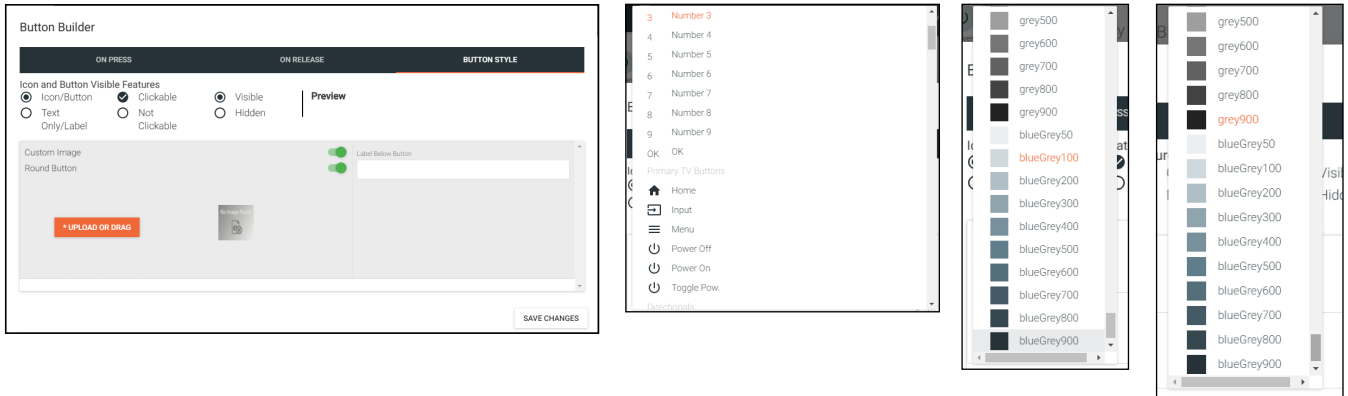 Button Builder
ON PRESS ON RELEASE BUTTON STYLE
Icon and Button Visible Features
Icon/Button Clickable Visible Preview
Text Only/Label Not Clickable Hidden
Custom Image
Label Below Button
Round Button
* UPLOAD OR DRAG
SAVE CHANGES
3 Number 3
4 Number 4
5 Number 5
6 Number 6
7 Number 7
8 Number 8
9 Number 9
OK OK
Primary TV Buttons
Home
Input
Menu
Power Off
Power On
Toggle Pow.
Directionals
grey500
grey600
grey700
grey800
grey900
blueGrey50
blueGrey100
blueGrey200
blueGrey300
blueGrey400
blueGrey500
blueGrey600
blueGrey700
blueGrey800
blueGrey900
grey500
grey600
grey700
grey800
grey900
blueGrey50
blueGrey100
blueGrey200
blueGrey300
blueGrey400
blueGrey500
blueGrey600
blueGrey700
blueGrey800
blueGrey900